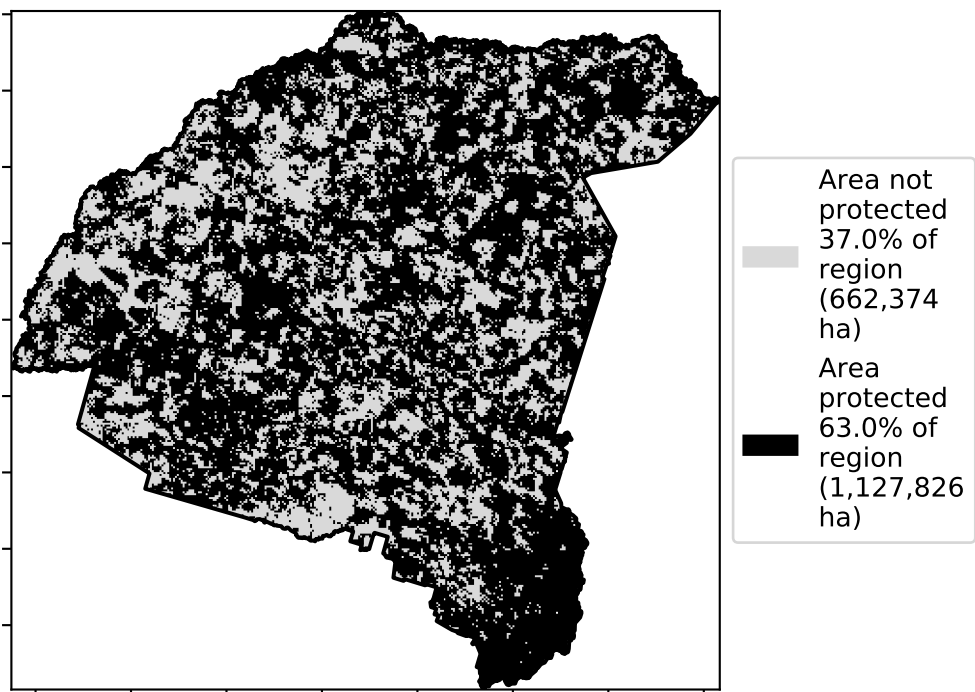 Area not
protected
37.0% of
region
(662,374
ha)
Area
protected
63.0% of
region
(1,127,826
ha)